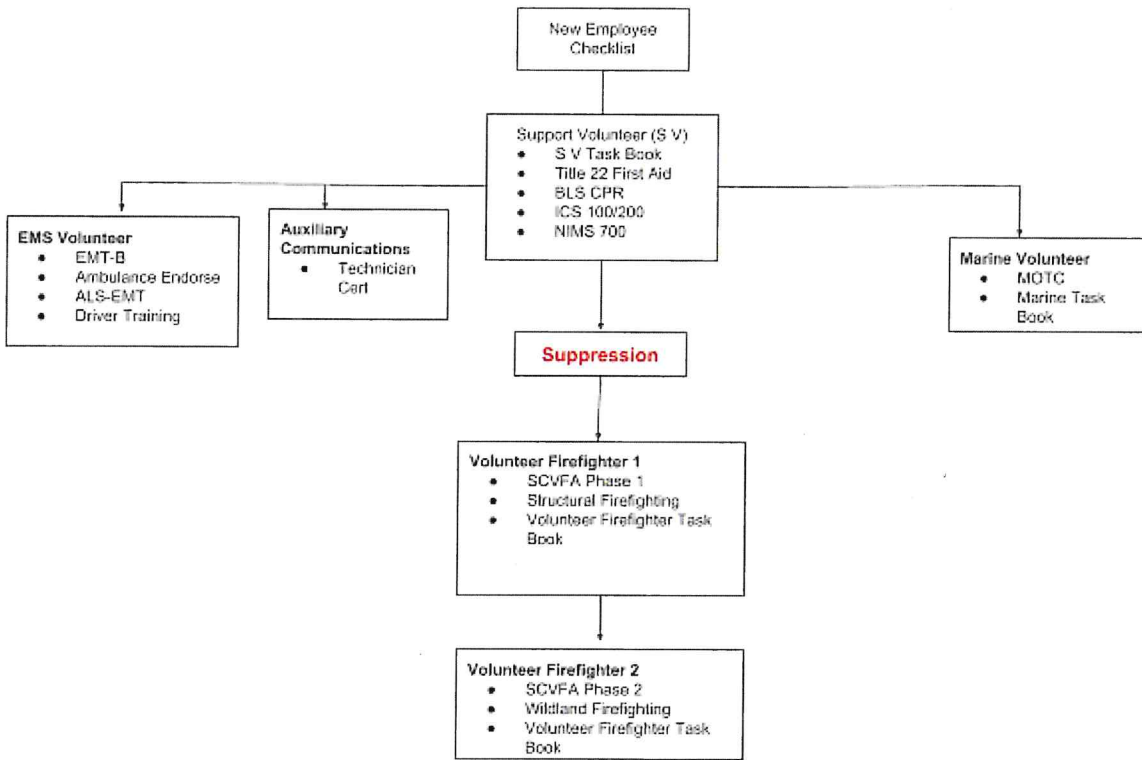 New Employee
Checklist
Support Volunteer (S V)
● S V Task Book
● Title 22 First Aid
● BLS CPR
● ICS 100/200
● NIMS 700
EMS Volunteer
● EMT-B
● Ambulance Endorse
● ALS-EMT
● Driver Training
Auxiliary
Communications
● Technician
Cert
Marine Volunteer
● MOTC
● Marine Task
Book
Suppression
Volunteer Firefighter 1
● SCVFA Phase 1
● Structural Firefighting
● Volunteer Firefighter Task
Book
Volunteer Firefighter 2
● SCVFA Phase 2
● Wildland Firefighting
● Volunteer Firefighter Task
Book